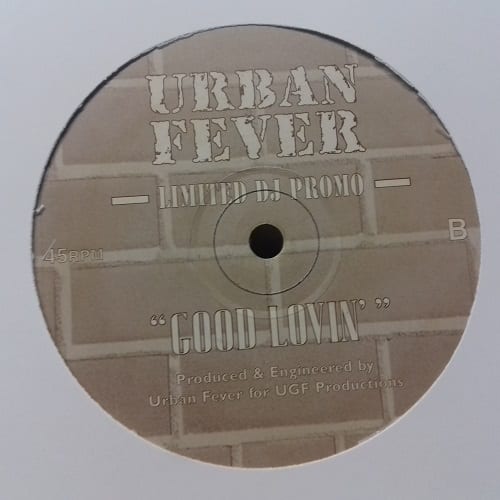 URBAN
FEVER
— LIMITED DJ PROMO —
45RPM
B
“GOOD LOVIN’ ”
Produced & Engineered by
Urban Fever for UGF Productions